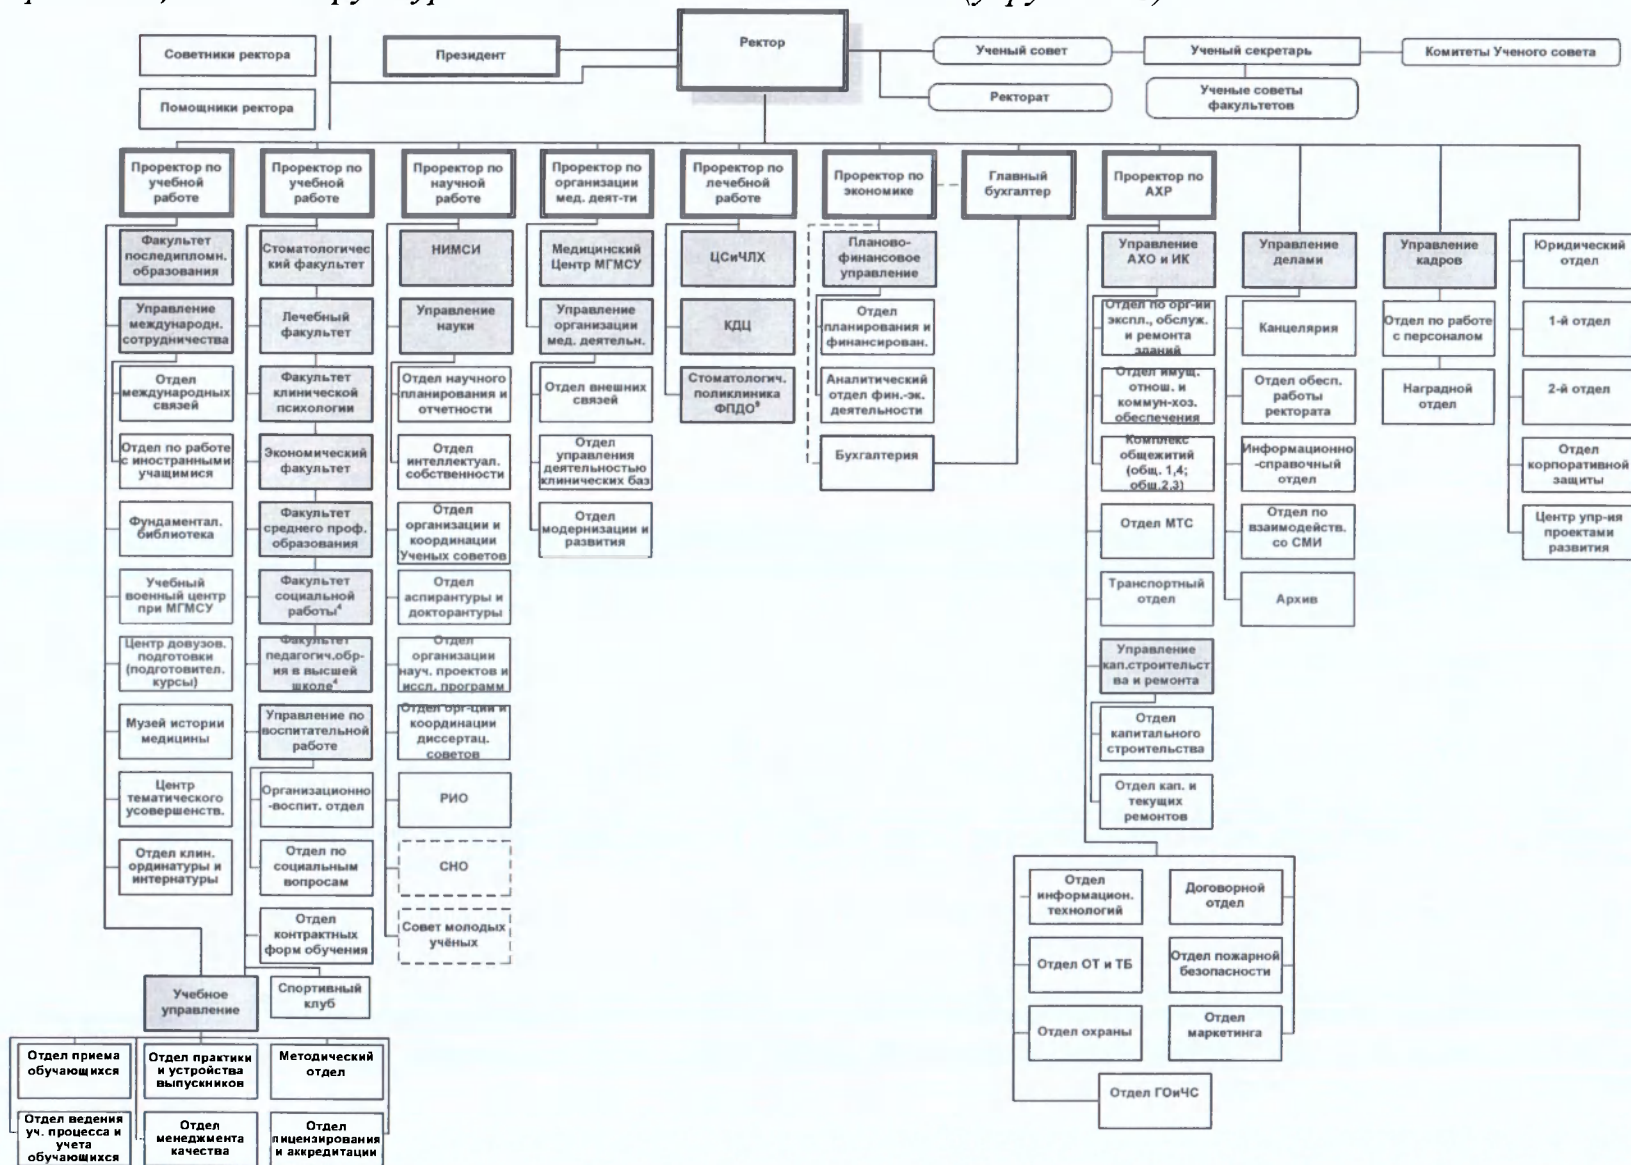 Советники ректора
Помощники ректора
Президент
Ректор
Ученый совет
Ректорат
Ученый секретарь
Ученые советы
факультетов
Комитеты Ученого совета
Проректор по
учебной
работе
Факультет
последипломн.
образования
Управление
международн.
сотрудничества
Отдел
международных
связей
Отдел по работе
с иностранными
учащимися
Фундаментал.
библиотека
Учебный
военный центр
при МГМСУ
Центр довузов.
подготовки
(подготовител.
курсы)
Музей истории
медицины
Центр
тематического
усовершенств.
Отдел клин.
ординатуры и
интернатуры
Учебное
управление
Отдел приема
обучающихся
Отдел практики
и устройства
выпускников
Методический
отдел
Отдел ведения
уч. процесса и
учета
обучающихся
Отдел
менеджмента
качества
Отдел
лицензирования
и аккредитации
Проректор по
учебной
работе
Стоматологичес
кий факультет
Лечебный
факультет
Факультет
клинической
психологии
Экономический
факультет
Факультет
среднего проф.
образования
Факультет
социальной
работы⁴
Факультет
педагогич.обр-
ия в высшей
школе⁴
Управление по
воспитательной
работе
Организационно
-воспит. отдел
Отдел по
социальным
вопросам
Отдел
контрактных
форм обучения
Спортивный
клуб
Проректор по
научной
работе
НИМСИ
Управление
науки
Отдел научного
планирования и
отчетности
Отдел
интеллектуал.
собственности
Отдел
организации и
координации
Ученых советов
Отдел
аспирантуры и
докторантуры
Отдел
организации
науч. проектов и
иссл. программ
Отдел орг-ции и
координации
диссертац.
советов
РИО
СНО
Совет молодых
учёных
Проректор по
организации
мед. деят-ти
Медицинский
Центр МГМСУ
Управление
организации
мед. деятельн.
Отдел внешних
связей
Отдел
управления
деятельностью
клинических баз
Отдел
модернизации и
развития
Проректор по
лечебной
работе
ЦСиЧЛХ
КДЦ
Стоматологич.
поликлиника
ФПДО⁵
Проректор по
экономике
Планово-
финансовое
управление
Отдел
планирования и
финансирован.
Аналитический
отдел фин.-эк.
деятельности
Бухгалтерия
Главный
бухгалтер
Проректор по
АХР
Управление
АХО и ИК
Отдел по орг-ии
экспл., обслуж.
и ремонта
зданий
Отдел имущ.
отнош. и
коммун-хоз.
обеспечения
Комплекс
общежитий
(общ. 1,4;
общ.2,3)
Отдел МТС
Транспортный
отдел
Управление
кап.строительст
ва и ремонта
Отдел
капитального
строительства
Отдел кап. и
текущих
ремонтов
Отдел
информацион.
технологий
Договорной
отдел
Отдел ОТ и ТБ
Отдел пожарной
безопасности
Отдел охраны
Отдел
маркетинга
Отдел ГОиЧС
Управление
делами
Канцелярия
Отдел обесп.
работы
ректората
Информационно
-справочный
отдел
Отдел по
взаимодейств.
со СМИ
Архив
Управление
кадров
Отдел по работе
с персоналом
Наградной
отдел
Юридический
отдел
1-й отдел
2-й отдел
Отдел
корпоративной
защиты
Центр упр-ия
проектами
развития